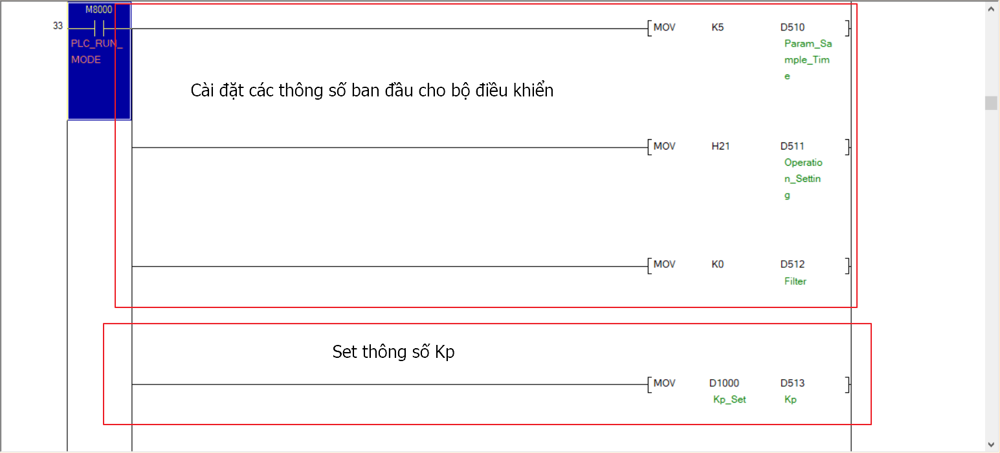 M8000
33
MOV K5 D510
PLC_RUN_
MODE
Param_Sa
mple_Tim
e
Cài đặt các thông số ban đầu cho bộ điều khiển
MOV H21 D511
Operatio
n_Settin
g
MOV K0 D512
Filter
Set thông số Kp
MOV D1000 D513
Kp_Set Kp